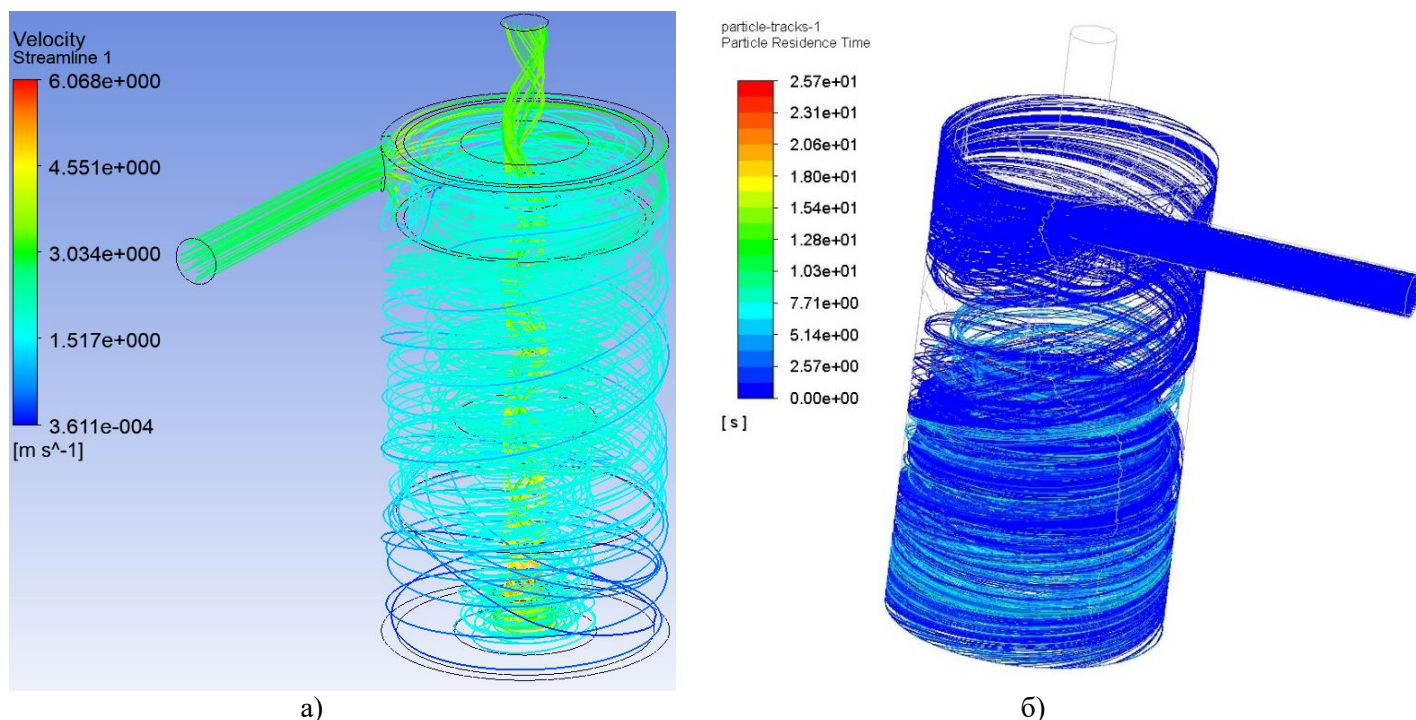 Velocity
Streamline 1
6.068e+000
4.551e+000
3.034e+000
1.517e+000
3.611e-004
[m s^-1]
particle-tracks-1
Particle Residence Time
2.57e+01
2.31e+01
2.06e+01
1.80e+01
1.54e+01
1.28e+01
1.03e+01
7.71e+00
5.14e+00
2.57e+00
0.00e+00
[ s ]
а)
б)